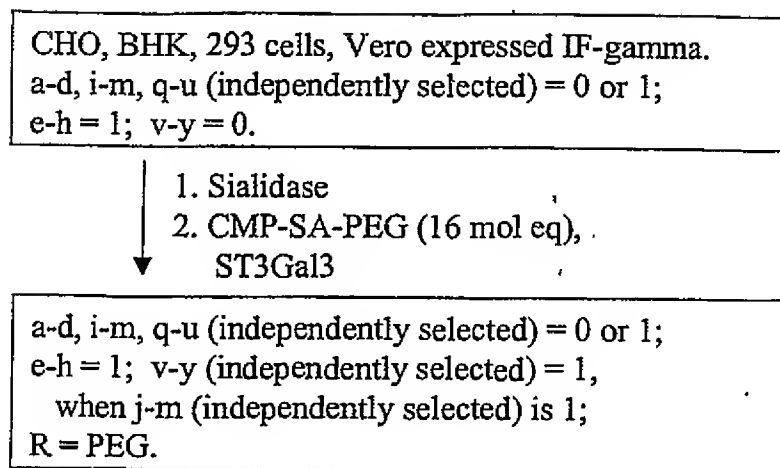 CHO, BHK, 293 cells, Vero expressed IF-gamma.
a-d, i-m, q-u (independently selected) = 0 or 1;
e-h = 1; v-y = 0.
1. Sialidase
2. CMP-SA-PEG (16 mol eq),
ST3Gal3
a-d, i-m, q-u (independently selected) = 0 or 1;
e-h = 1; v-y (independently selected) = 1,
when j-m (independently selected) is 1;
R = PEG.